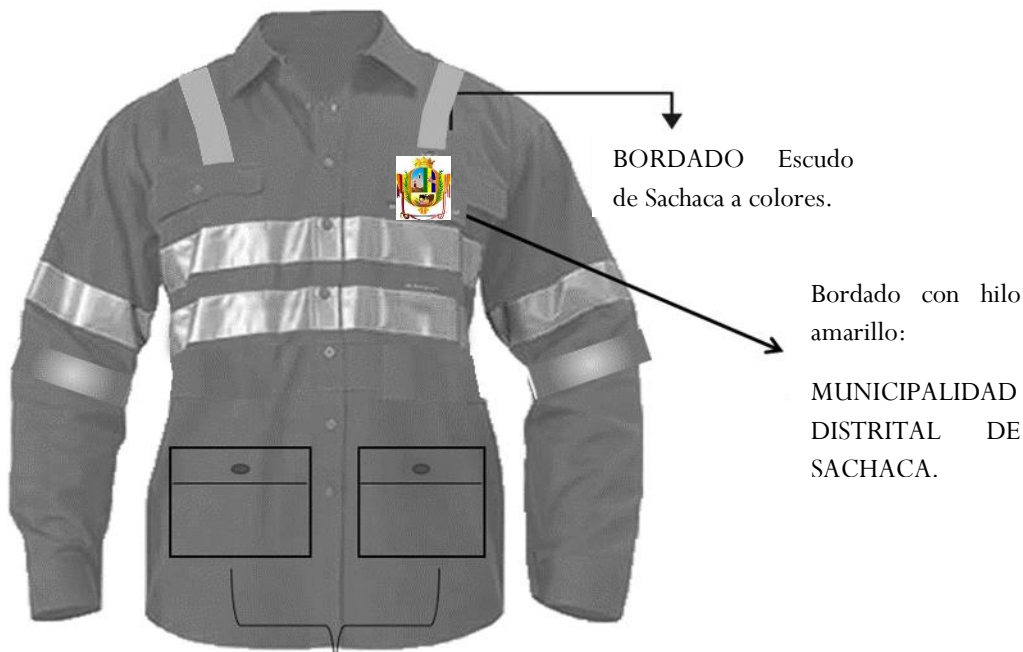 BORDADO Escudo
de Sachaca a colores.
Bordado con hilo
amarillo:
MUNICIPALIDAD
DISTRITAL DE
SACHACA.